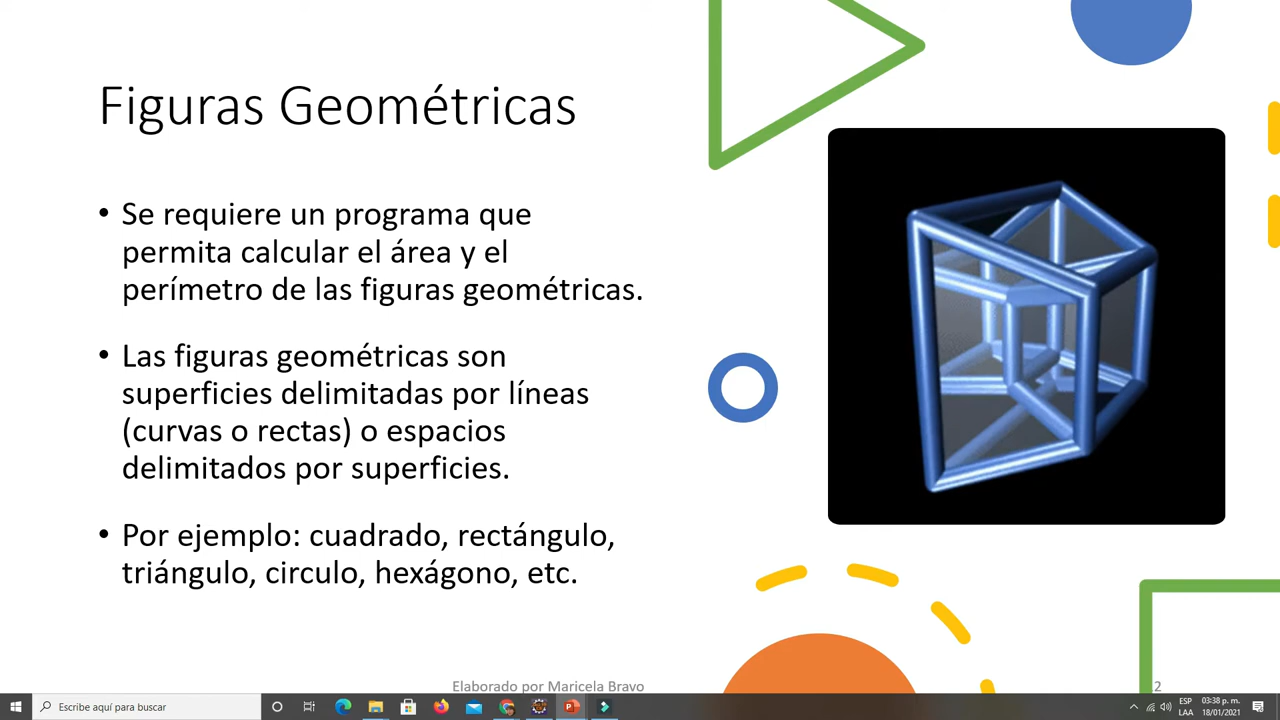 Figuras Geométricas
• Se requiere un programa que
permita calcular el área y el
perímetro de las figuras geométricas.
• Las figuras geométricas son
superficies delimitadas por líneas
(curvas o rectas) o espacios
delimitados por superficies.
• Por ejemplo: cuadrado, rectángulo,
triángulo, circulo, hexágono, etc.
Elaborado por Maricela Bravo
2
Escribe aquí para buscar
ESP
LAA
03:38 p. m.
18/01/2021